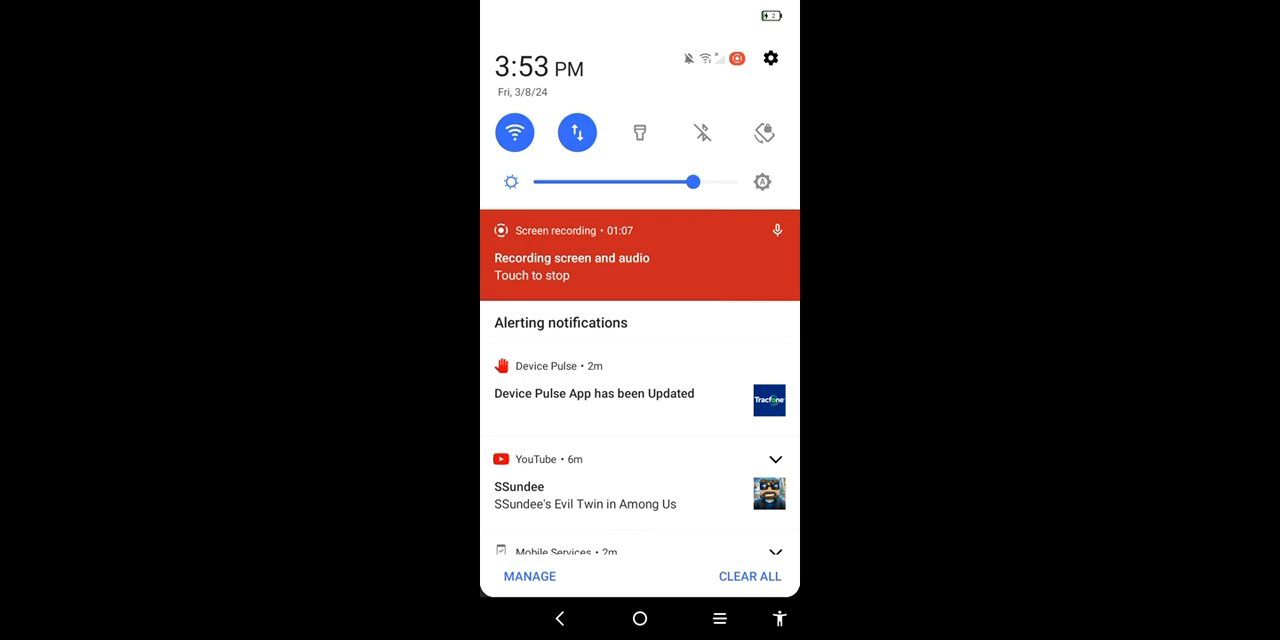 2
3:53 PM
Fri, 3/8/24
A
Screen recording • 01:07
Recording screen and audio
Touch to stop
Alerting notifications
Device Pulse • 2m
Device Pulse App has been Updated
Tracfone
YouTube • 6m
SSundee
SSundee's Evil Twin in Among Us
Mobile Services • 2m
MANAGE
CLEAR ALL